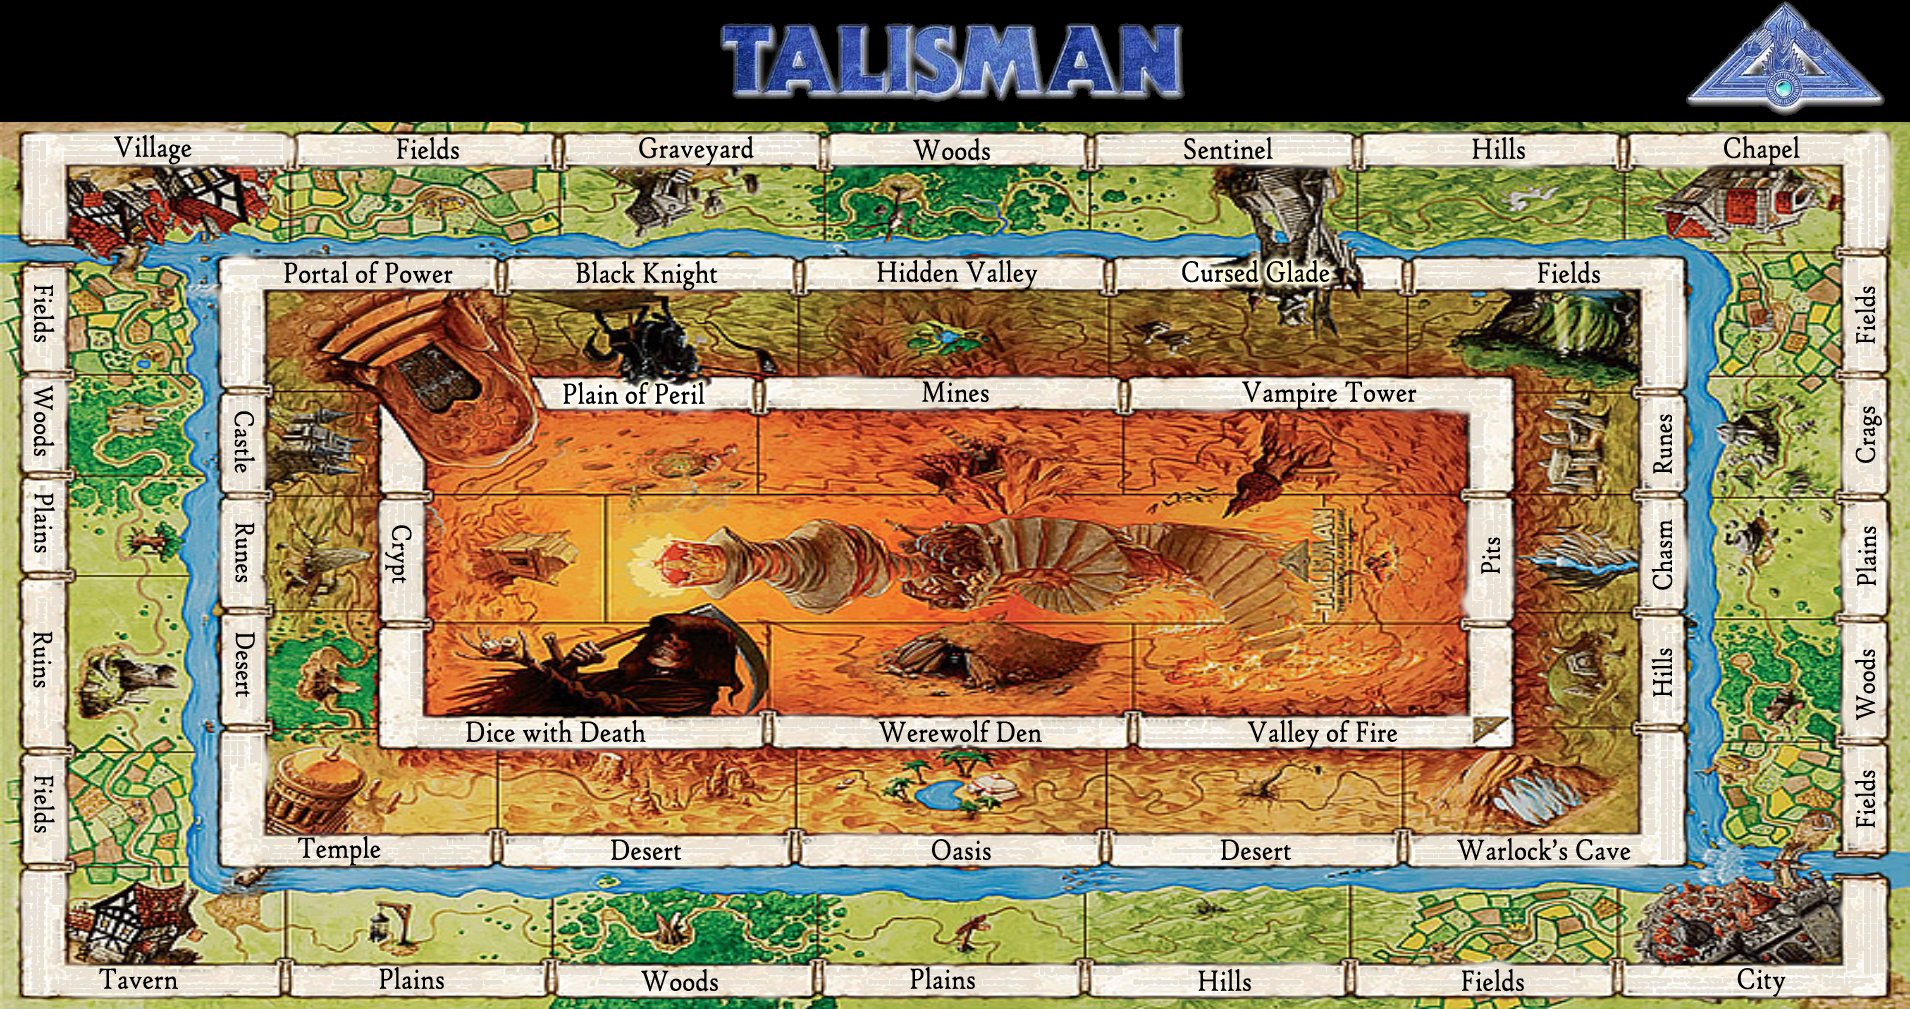 TALISMAN
Village
Fields
Graveyard
Woods
Sentinel
Hills
Chapel
Portal of Power
Black Knight
Hidden Valley
Cursed Glade
Fields
Plain of Peril
Mines
Vampire Tower
Fields
Woods
Plains
Ruins
Fields
Castle
Runes
Desert
Crypt
TALISMAN
Pits
Runes
Chasm
Hills
Fields
Crags
Plains
Woods
Fields
Dice with Death
Werewolf Den
Valley of Fire
Temple
Desert
Oasis
Desert
Warlock's Cave
Tavern
Plains
Woods
Plains
Hills
Fields
City